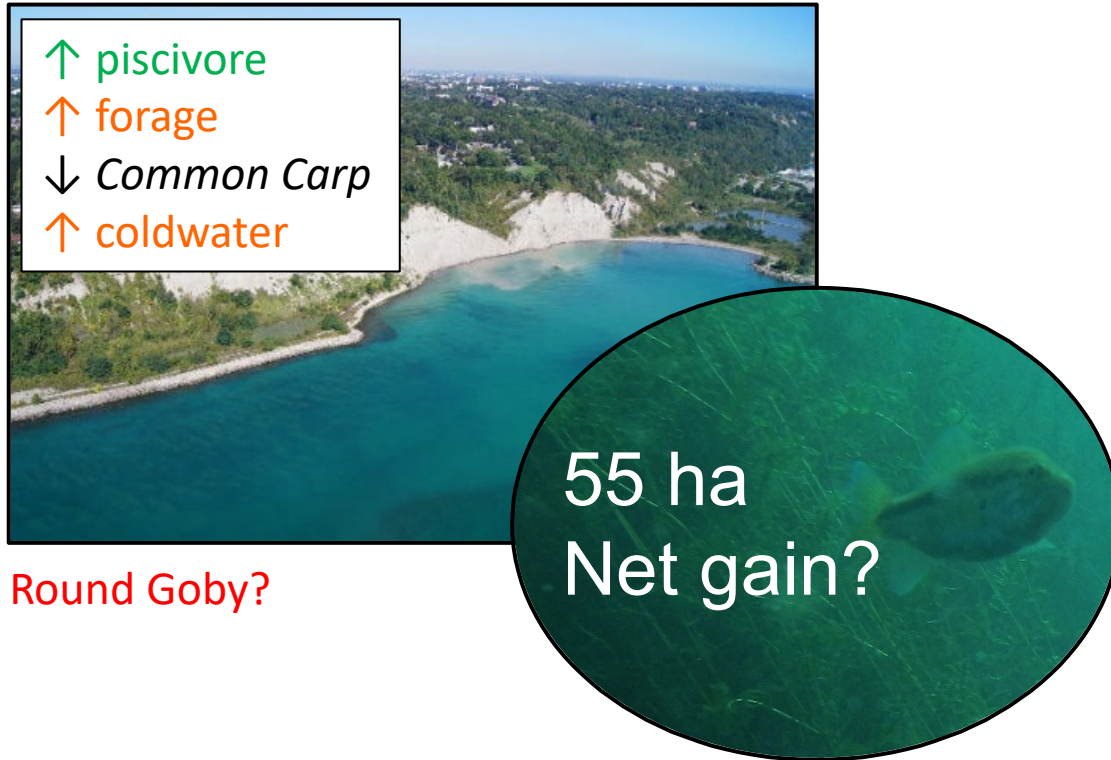 ↑ piscivore
↑ forage
↓ Common Carp
↑ coldwater
55 ha
Net gain?
Round Goby?